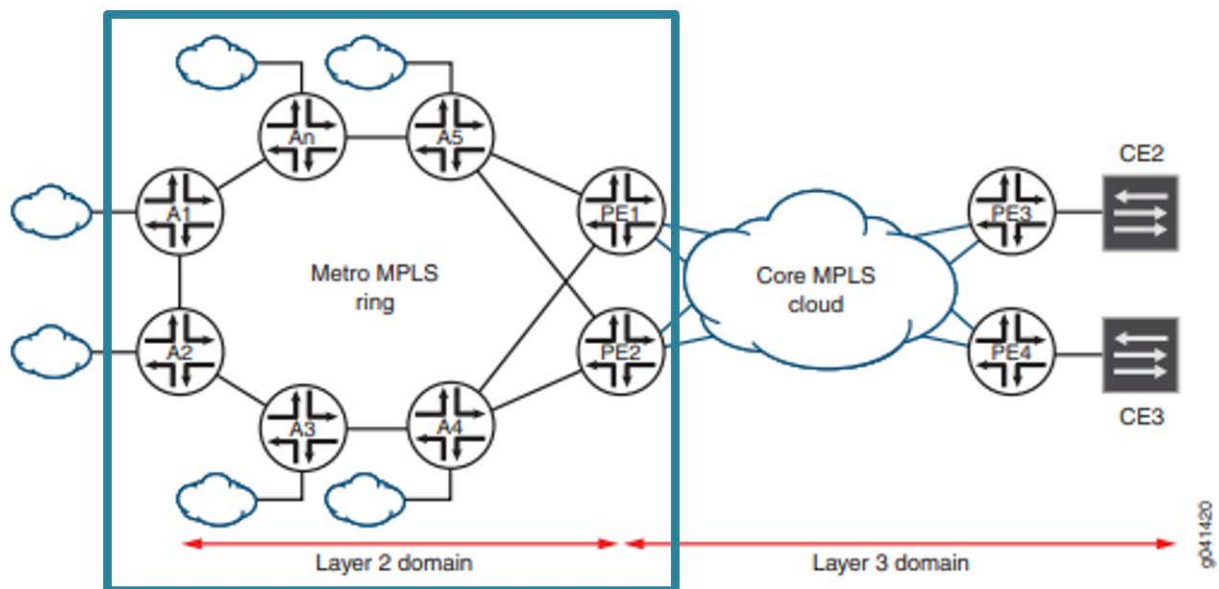 An
A5
CE2
A1
PE1
PE3
Metro MPLS
ring
Core MPLS
cloud
A2
PE2
PE4
A3
A4
CE3
Layer 2 domain
Layer 3 domain
g041420